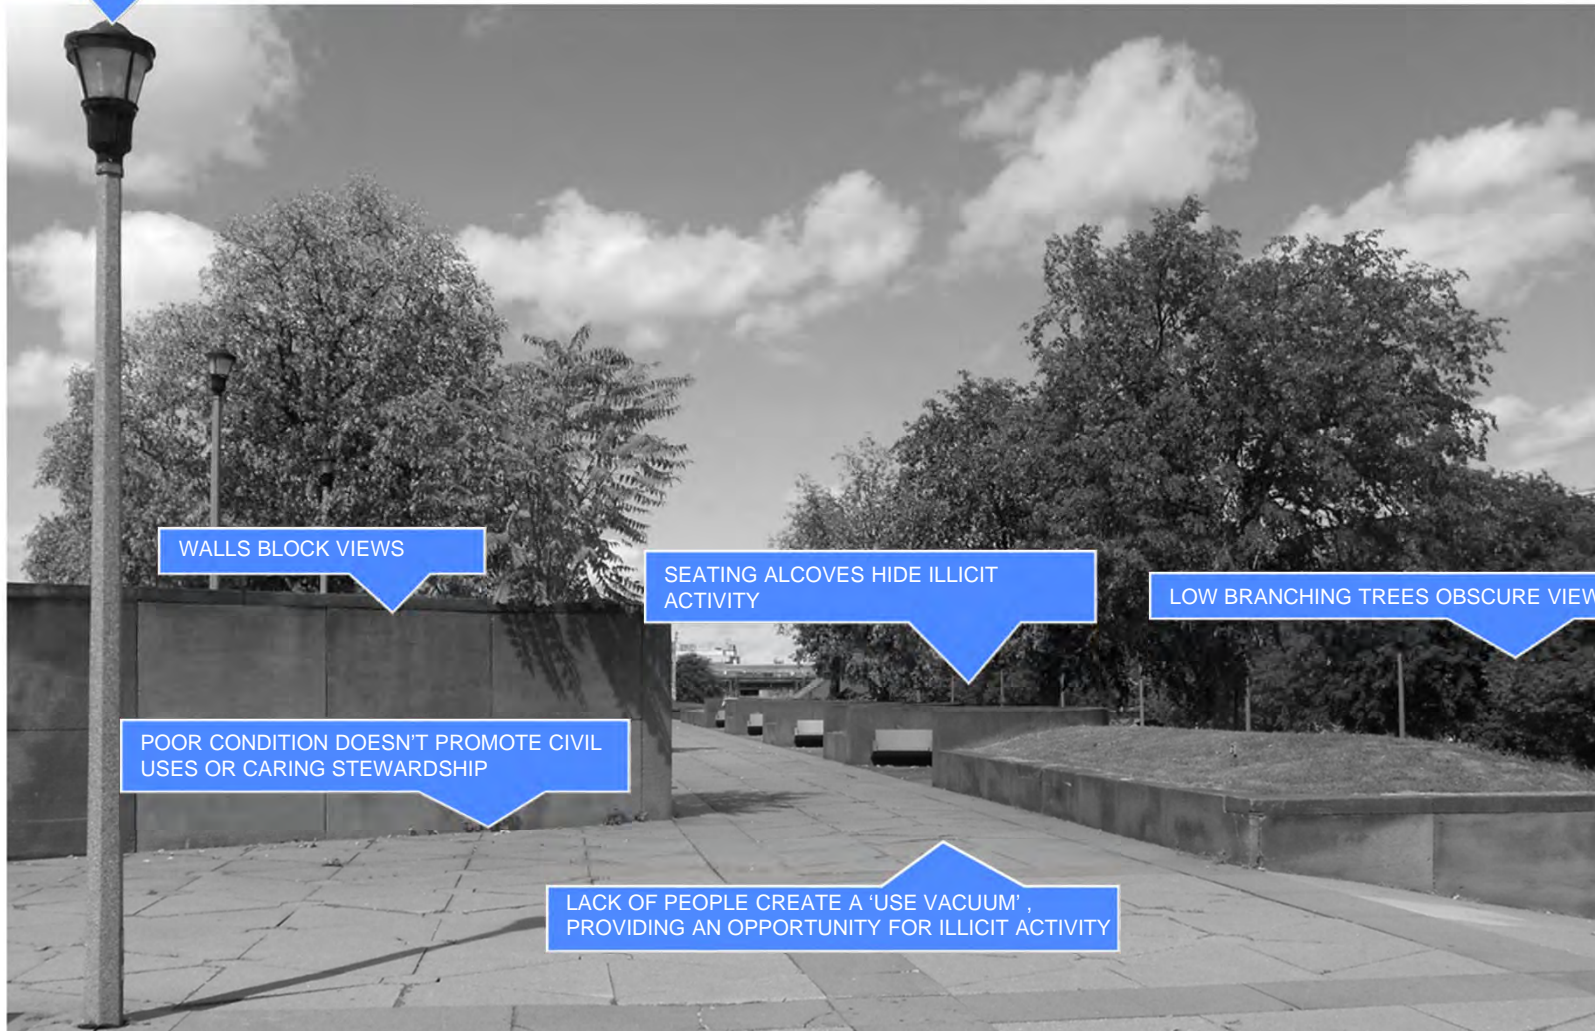 WALLS BLOCK VIEWS
SEATING ALCOVES HIDE ILLICIT
ACTIVITY
LOW BRANCHING TREES OBSCURE VIEW
POOR CONDITION DOESN'T PROMOTE CIVIL
USES OR CARING STEWARDSHIP
LACK OF PEOPLE CREATE A ‘USE VACUUM’ ,
PROVIDING AN OPPORTUNITY FOR ILLICIT ACTIVITY